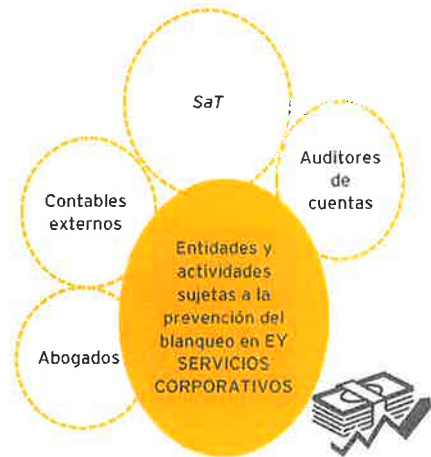 SaT
Auditores
de
cuentas
Contables
externos
Entidades y
actividades
sujetas a la
prevención del
blanqueo en EY
SERVICIOS
CORPORATIVOS
Abogados